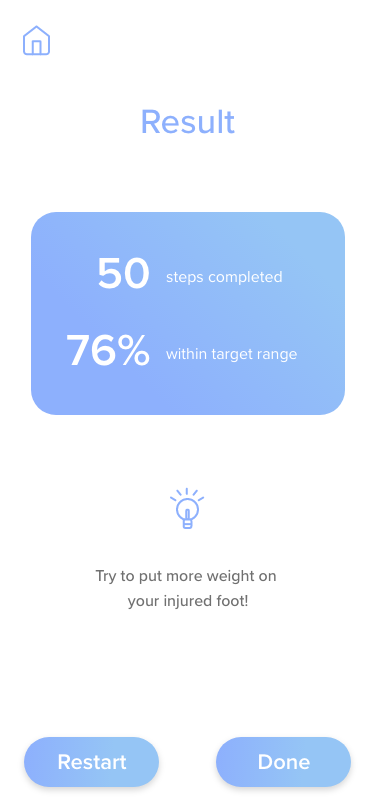 Result
50 steps completed
76% within target range
Try to put more weight on
your injured foot!
Restart Done